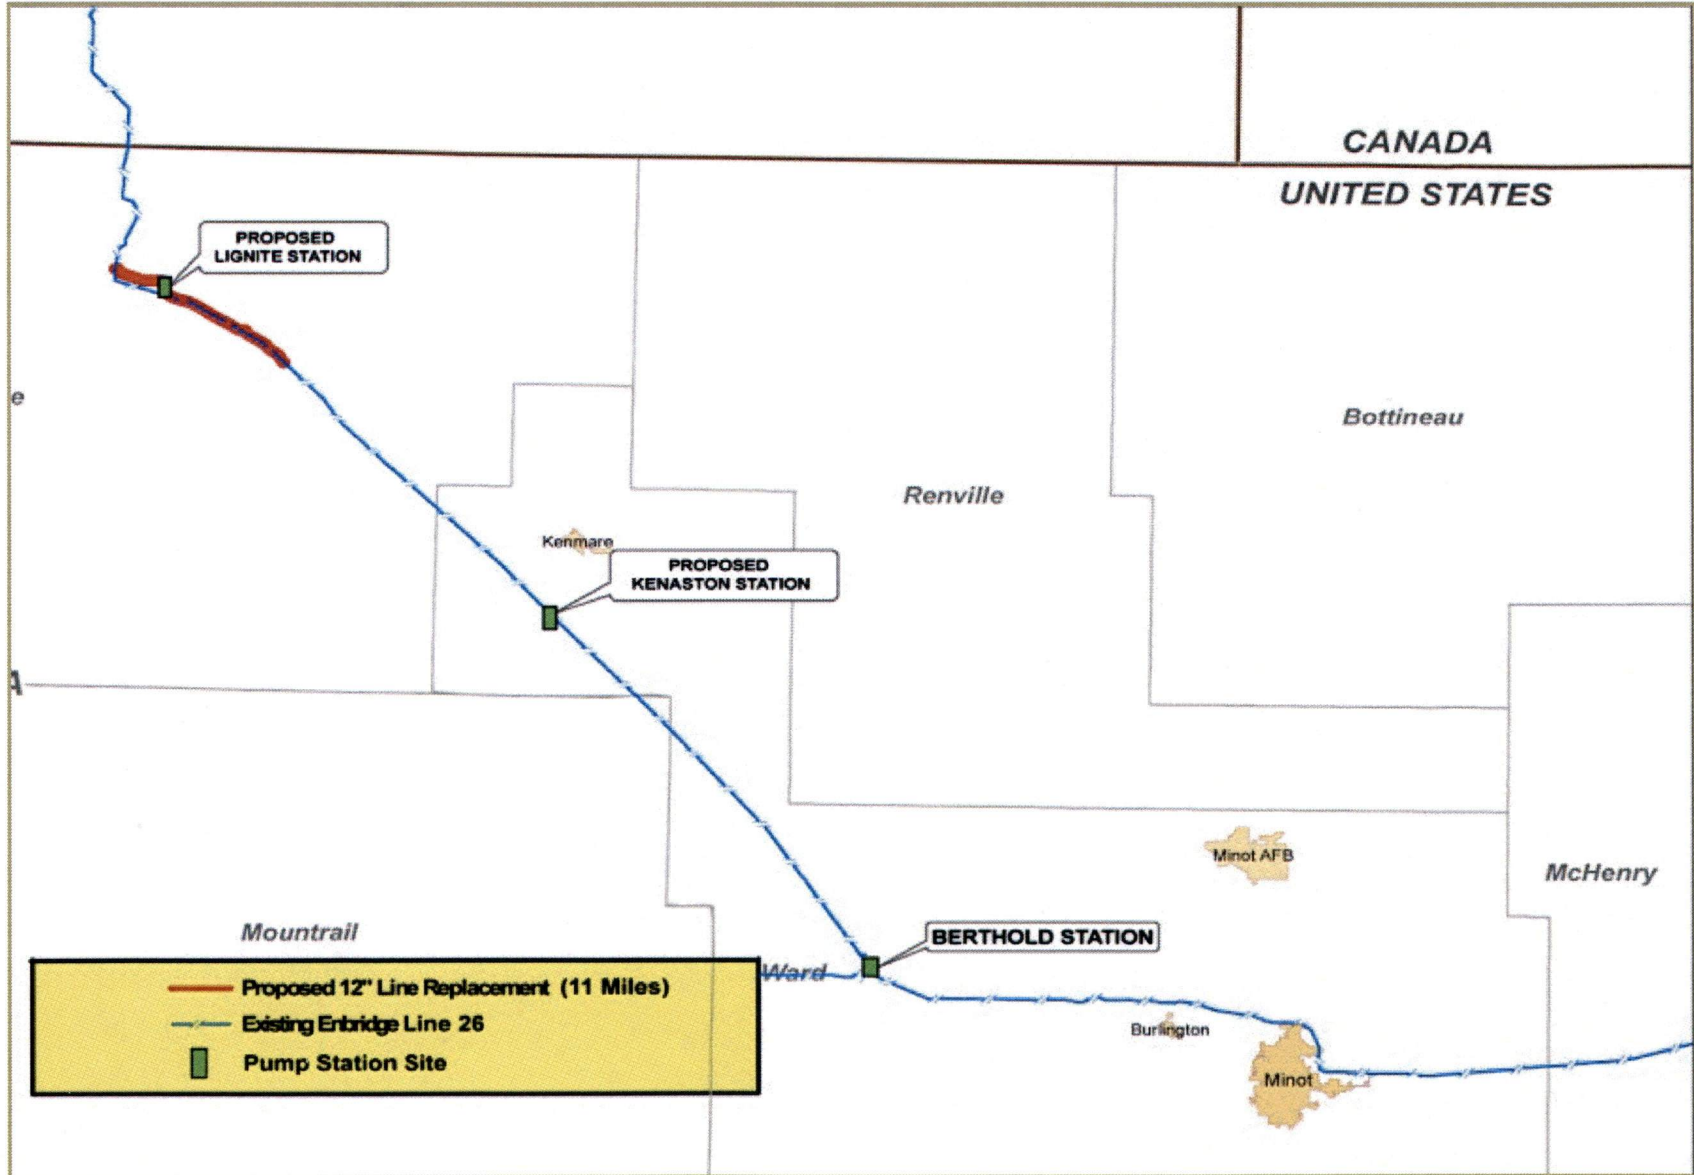 CANADA
UNITED STATES
PROPOSED
LIGNITE STATION
e
Bottineau
Renville
Kenmare
PROPOSED
KENASTON STATION
A
Minot AFB
McHenry
Mountrail
BERTHOLD STATION
Ward
Proposed 12" Line Replacement (11 Miles)
Existing Enbridge Line 26
Pump Station Site
Burlington
Minot